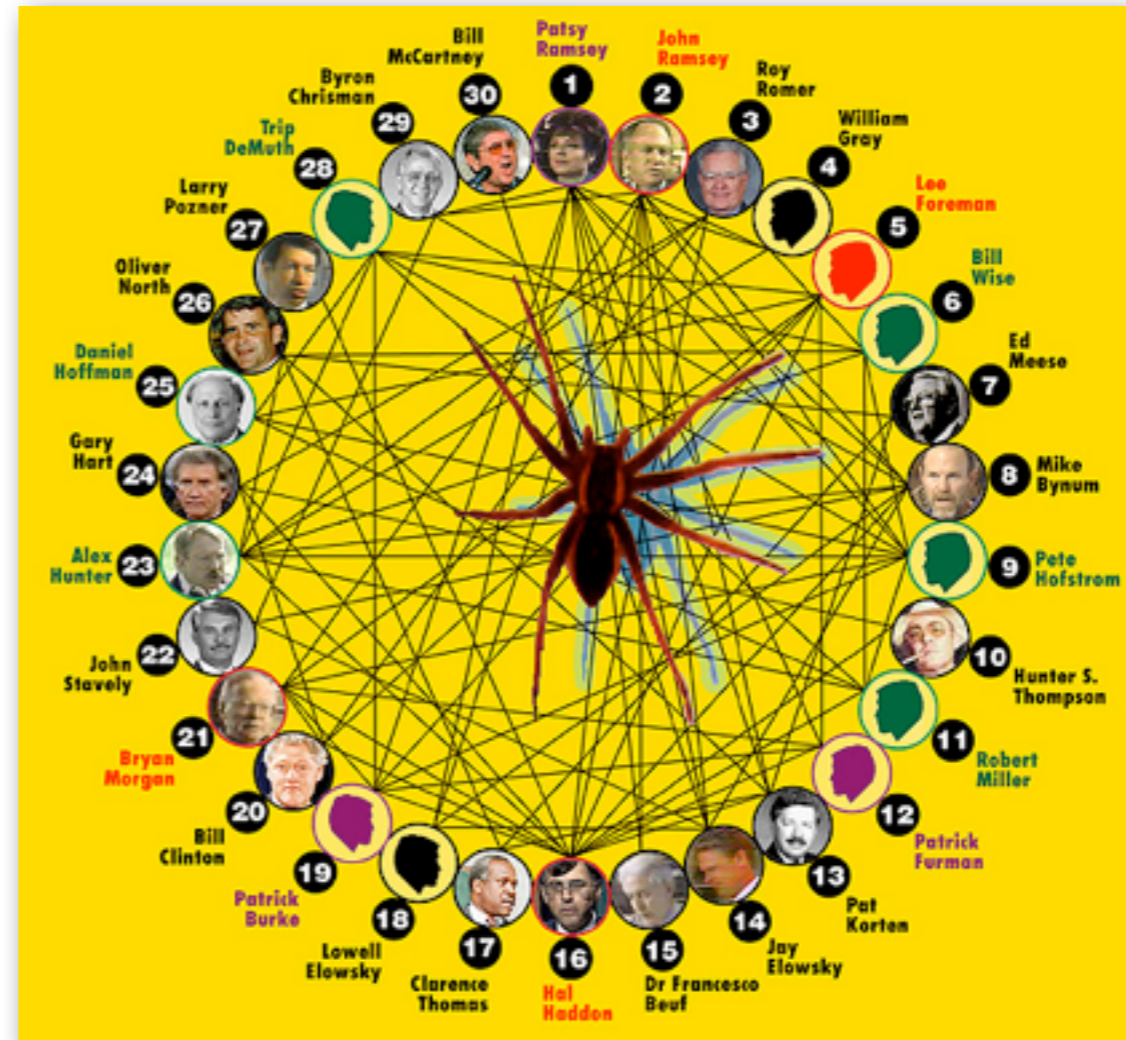 1
Patsy
Ramsey
2
John
Ramsey
3
Roy
Romer
4
William
Gray
5
Lee
Foreman
6
Bill
Wise
7
Ed
Meese
8
Mike
Bynum
9
Pete
Hofstrom
10
Hunter S.
Thompson
11
Robert
Miller
12
Patrick
Furman
13
Pat
Korten
14
Jay
Elowsky
15
Dr Francesco
Beuf
16
Hal
Haddon
17
Clarence
Thomas
18
Lowell
Elowsky
19
Patrick
Burke
20
Bill
Clinton
21
Bryan
Morgan
22
John
Stavely
23
Alex
Hunter
24
Gary
Hart
25
Daniel
Hoffman
26
Oliver
North
27
Larry
Pozner
28
Trip
DeMuth
29
Byron
Chrisman
30
Bill
McCartney